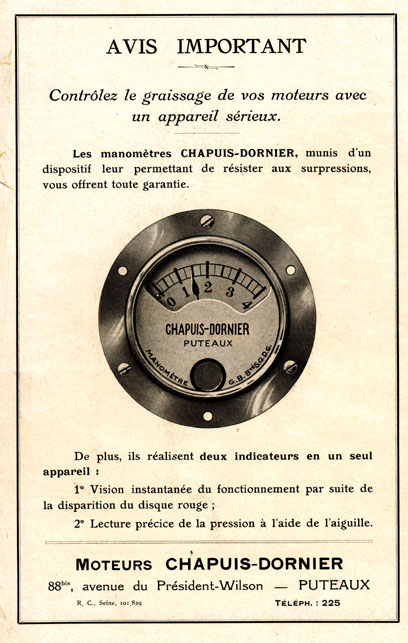 AVIS IMPORTANT
Contrôlez le graissage de vos moteurs avec
un appareil sérieux.
Les manomètres CHAPUIS-DORNIER, munis d'un
dispositif leur permettant de résister aux surpressions,
vous offrent toute garantie.
0 1 2 3 4
CHAPUIS-DORNIER
PUTEAUX
MANOMÈTRE G.B. Bté S.G.D.G.
De plus, ils réalisent deux indicateurs en un seul
appareil :
1º Vision instantanée du fonctionnement par suite de
la disparition du disque rouge ;
2º Lecture précice de la pression à l'aide de l'aiguille.
MOTEURS CHAPUIS-DORNIER
88bis, avenue du Président-Wilson — PUTEAUX
R. C., Seine, 101,829 TÉLÉPH. : 225